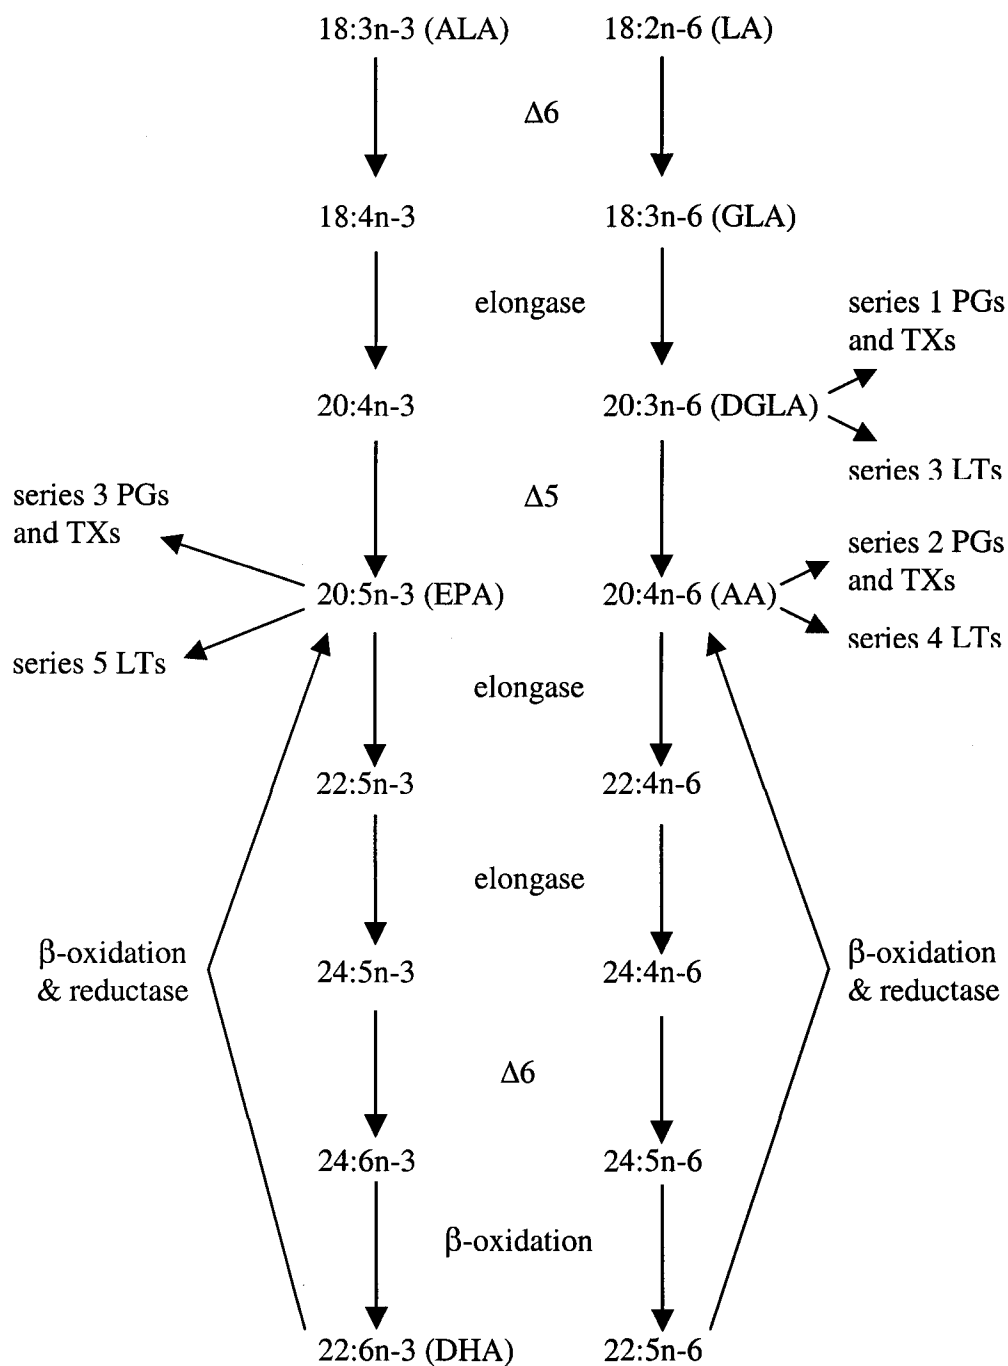 18:3n-3 (ALA)
18:2n-6 (LA)
Δ6
18:4n-3
18:3n-6 (GLA)
elongase
series 1 PGs
and TXs
20:4n-3
20:3n-6 (DGLA)
series 3 LTs
series 3 PGs
and TXs
Δ5
series 2 PGs
and TXs
20:5n-3 (EPA)
20:4n-6 (AA)
series 5 LTs
series 4 LTs
elongase
22:5n-3
22:4n-6
elongase
β-oxidation
& reductase
24:5n-3
24:4n-6
β-oxidation
& reductase
Δ6
24:6n-3
24:5n-6
β-oxidation
22:6n-3 (DHA)
22:5n-6